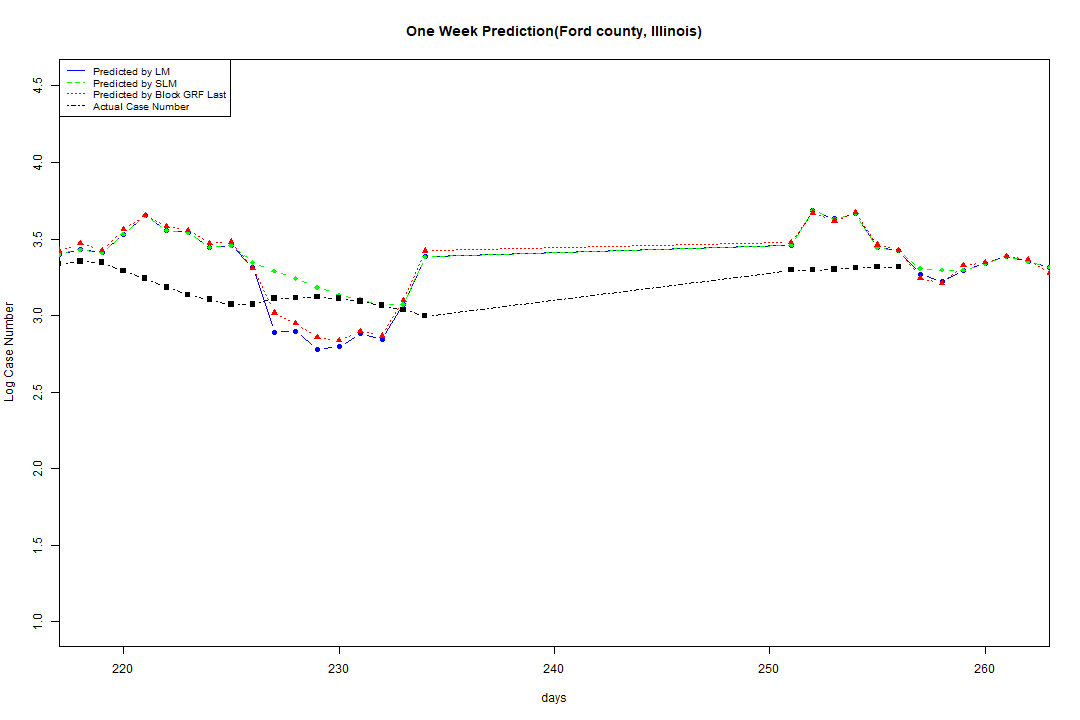 One Week Prediction(Ford county, Illinois)
Predicted by LM
Predicted by SLM
Predicted by Block GRF Last
Actual Case Number
Log Case Number
4.5
4.0
3.5
3.0
2.5
2.0
1.5
1.0
220 230 240 250 260
days